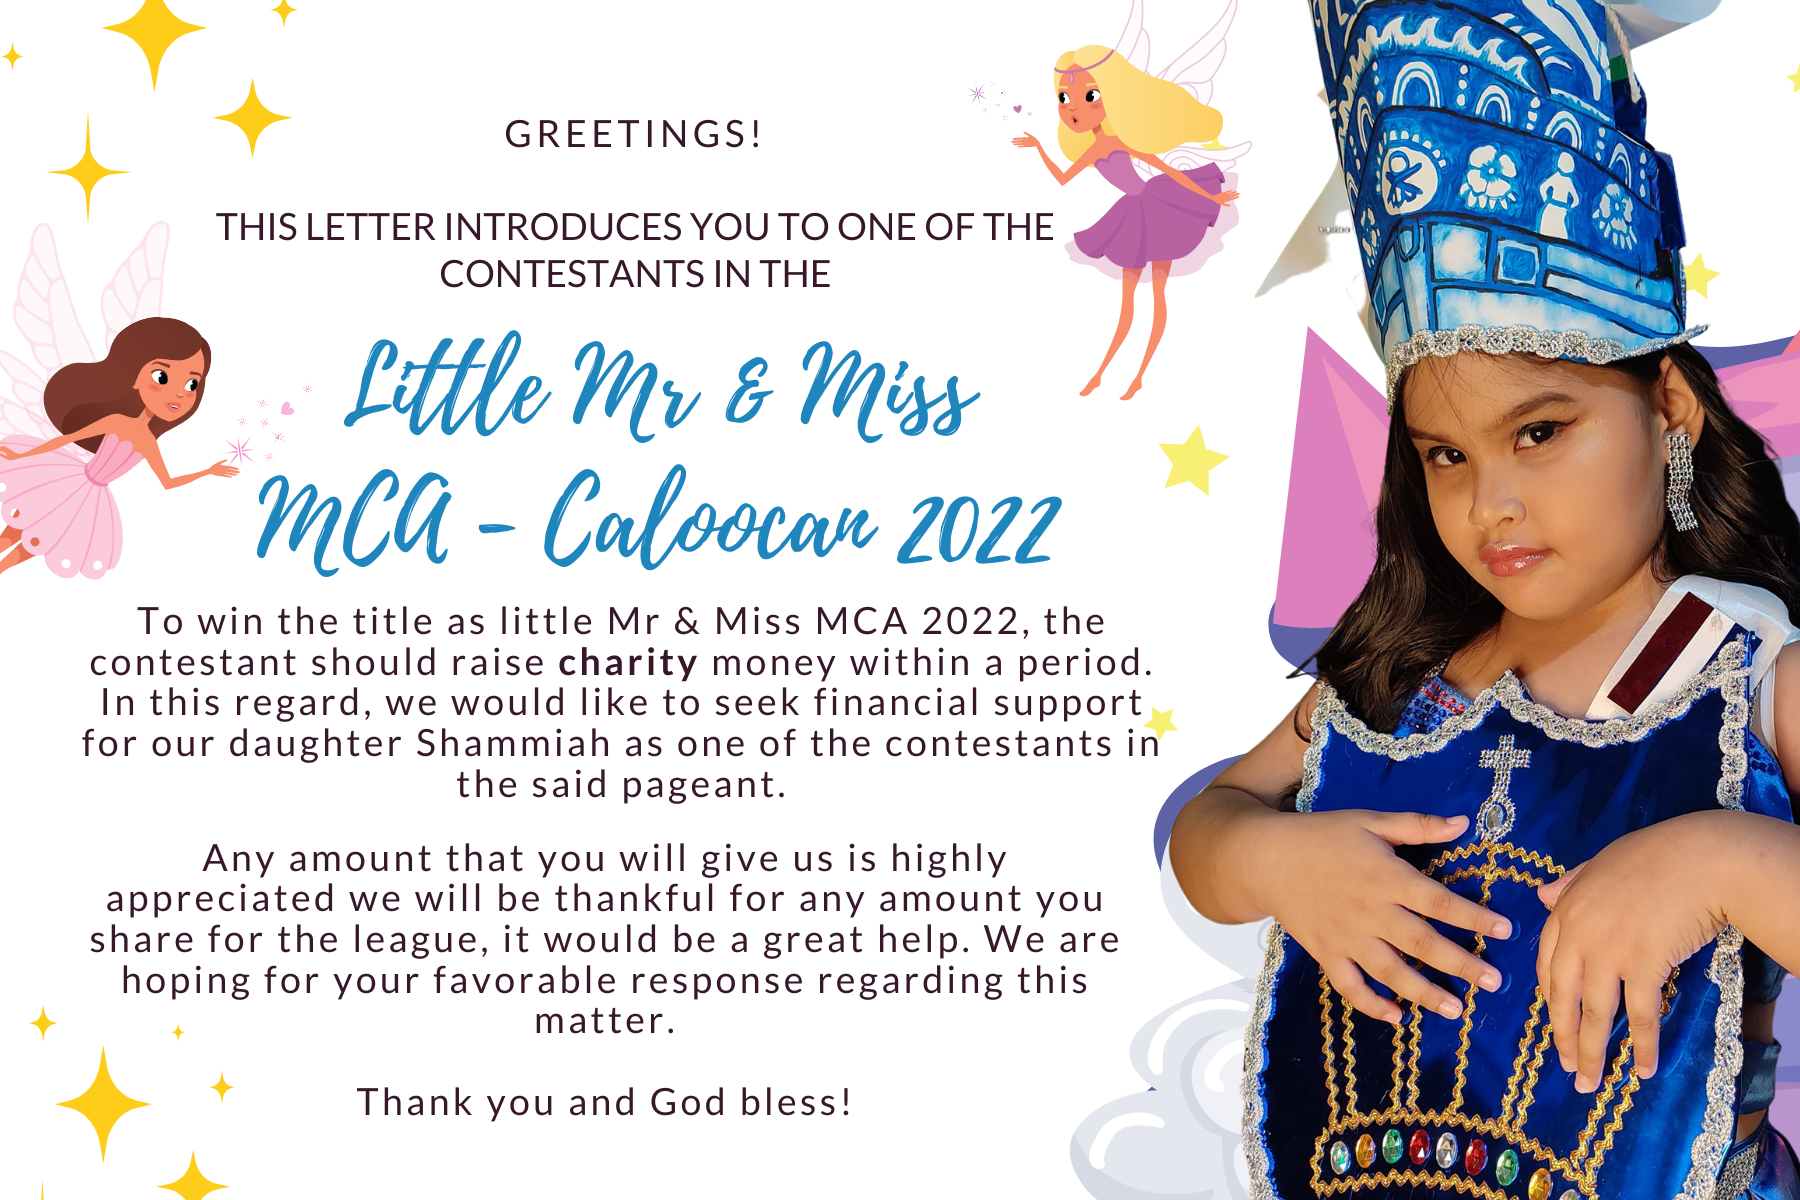 GREETINGS!
THIS LETTER INTRODUCES YOU TO ONE OF THE
CONTESTANTS IN THE
Little Mr & Miss
MCA - Caloocan 2022
To win the title as little Mr & Miss MCA 2022, the
contestant should raise charity money within a period.
In this regard, we would like to seek financial support
for our daughter Shammiah as one of the contestants in
the said pageant.
Any amount that you will give us is highly
appreciated we will be thankful for any amount you
share for the league, it would be a great help. We are
hoping for your favorable response regarding this
matter.
Thank you and God bless!